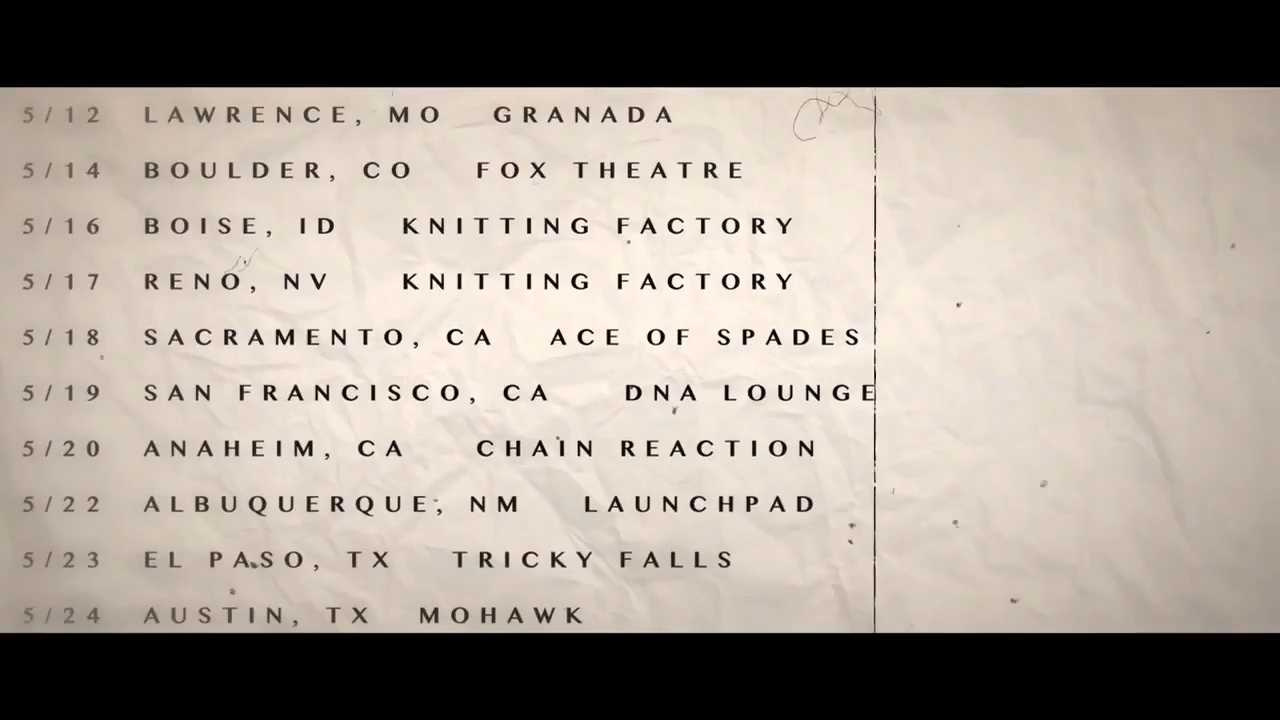 5/12 LAWRENCE, MO GRANADA
5/14 BOULDER, CO FOX THEATRE
5/16 BOISE, ID KNITTING FACTORY
5/17 RENO, NV KNITTING FACTORY
5/18 SACRAMENTO, CA ACE OF SPADES
5/19 SAN FRANCISCO, CA DNA LOUNGE
5/20 ANAHEIM, CA CHAIN REACTION
5/22 ALBUQUERQUE, NM LAUNCHPAD
5/23 EL PASO, TX TRICKY FALLS
5/24 AUSTIN, TX MOHAWK